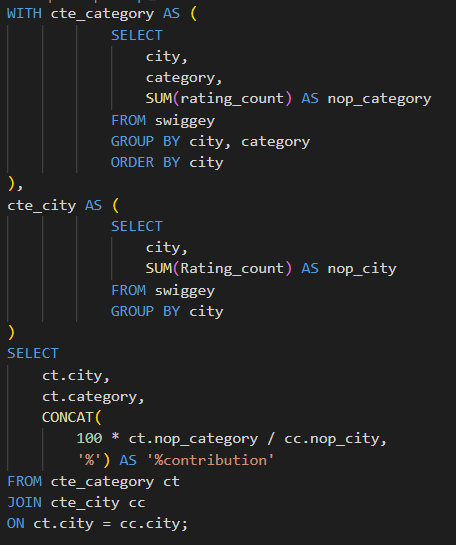 WITH cte_category AS (
SELECT
city,
category,
SUM(rating_count) AS nop_category
FROM swiggey
GROUP BY city, category
ORDER BY city
),
cte_city AS (
SELECT
city,
SUM(Rating_count) AS nop_city
FROM swiggey
GROUP BY city
)
SELECT
ct.city,
ct.category,
CONCAT(
100 * ct.nop_category / cc.nop_city,
'%') AS '%contribution'
FROM cte_category ct
JOIN cte_city cc
ON ct.city = cc.city;